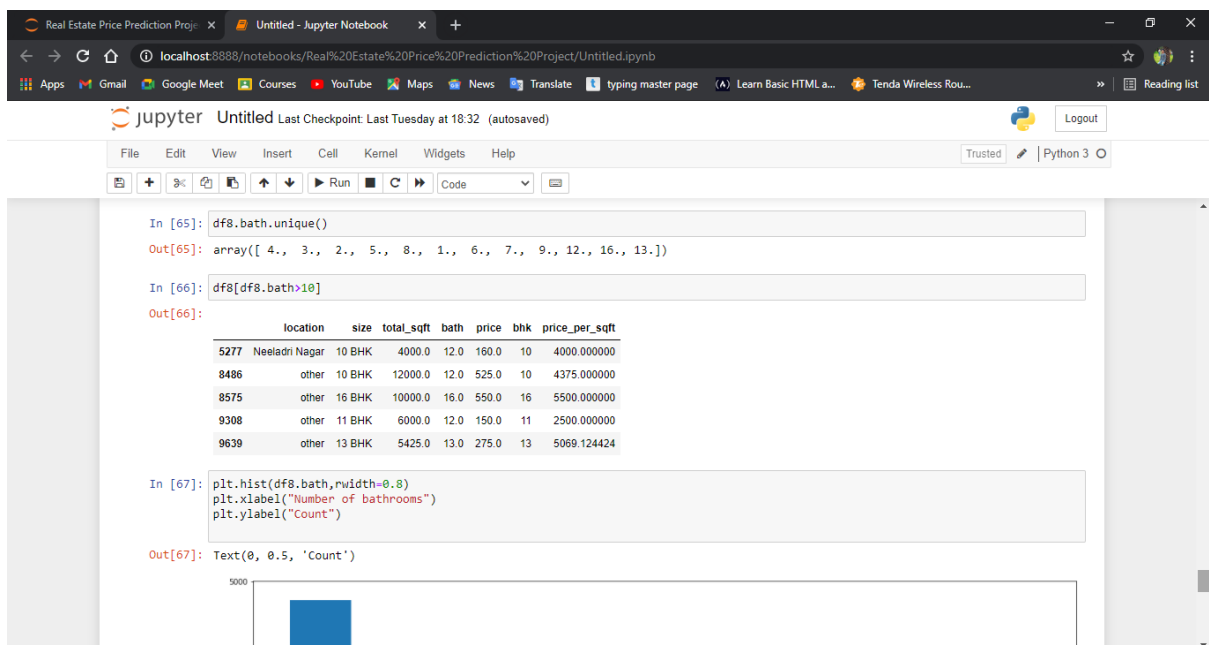 Real Estate Price Prediction Proje
Untitled - Jupyter Notebook
localhost:8888/notebooks/Real%20Estate%20Price%20Prediction%20Project/Untitled.ipynb
Apps Gmail Google Meet Courses YouTube Maps News Translate typing master page Learn Basic HTML a... Tenda Wireless Rou... » Reading list
jupyter Untitled Last Checkpoint: Last Tuesday at 18:32 (autosaved) Logout
File Edit View Insert Cell Kernel Widgets Help Trusted Python 3
Run Code
In [65]: df8.bath.unique()
Out[65]: array([ 4., 3., 2., 5., 8., 1., 6., 7., 9., 12., 16., 13.])
In [66]: df8[df8.bath>10]
Out[66]:
location size total_sqft bath price bhk price_per_sqft
5277 Neeladri Nagar 10 BHK 4000.0 12.0 160.0 10 4000.000000
8486 other 10 BHK 12000.0 12.0 525.0 10 4375.000000
8575 other 16 BHK 10000.0 16.0 550.0 16 5500.000000
9308 other 11 BHK 6000.0 12.0 150.0 11 2500.000000
9639 other 13 BHK 5425.0 13.0 275.0 13 5069.124424
In [67]: plt.hist(df8.bath,rwidth=0.8)
plt.xlabel("Number of bathrooms")
plt.ylabel("Count")
Out[67]: Text(0, 0.5, 'Count')
5000